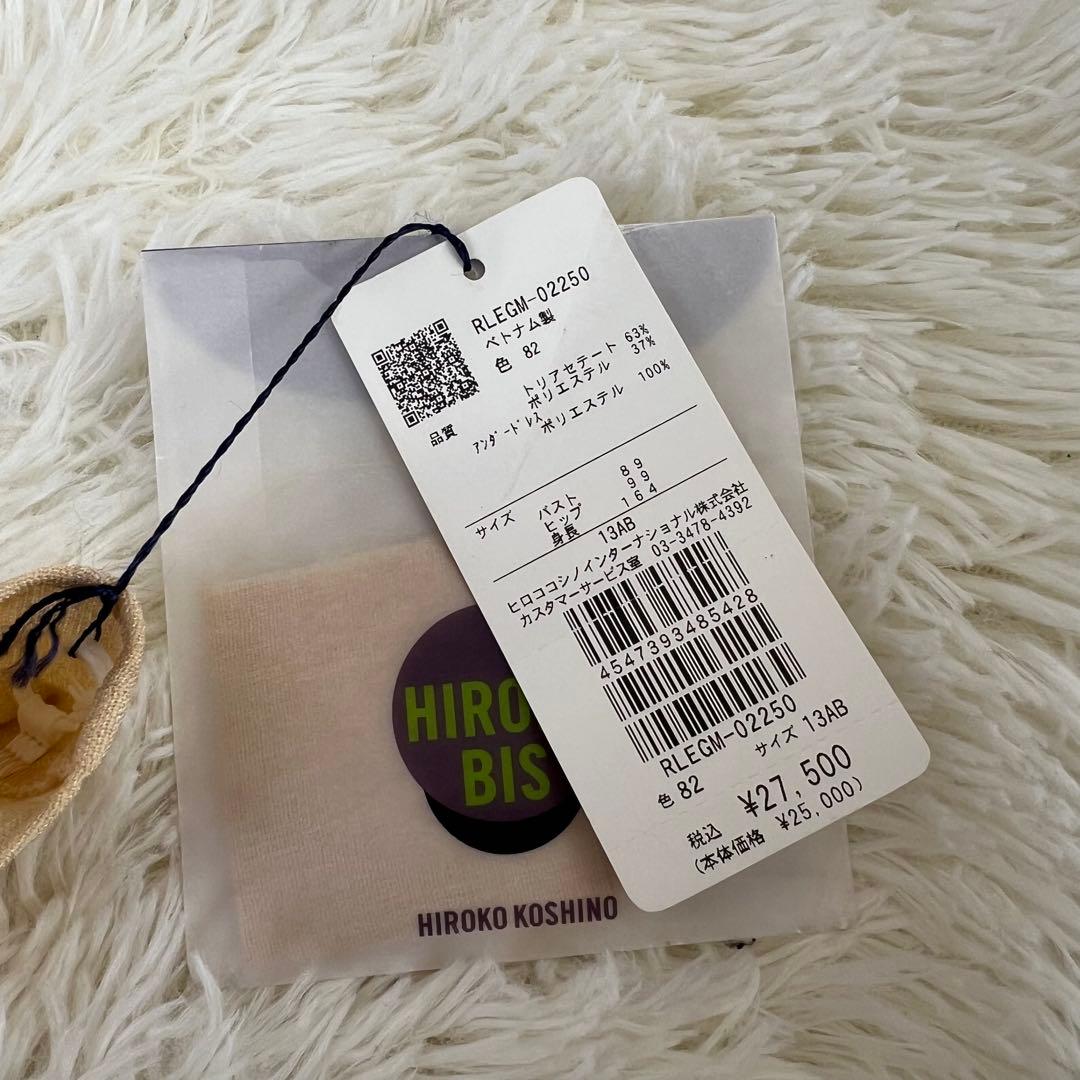 RLEGM-02250
ベトナム製
色 82
トリアセテート 63%
ポリエステル 37%
品質
アンダードレス
ポリエステル 100%
サイズ
バスト 89
ヒップ 99
身長 164
13AB
ヒロココシノインターナショナル株式会社
カスタマーサービス室 03-3478-4392
4547393485428
RLEGM-02250
色 82 サイズ 13AB
税込 ¥27,500
(本体価格 ¥25,000)
HIRO
BIS
HIROKO KOSHINO